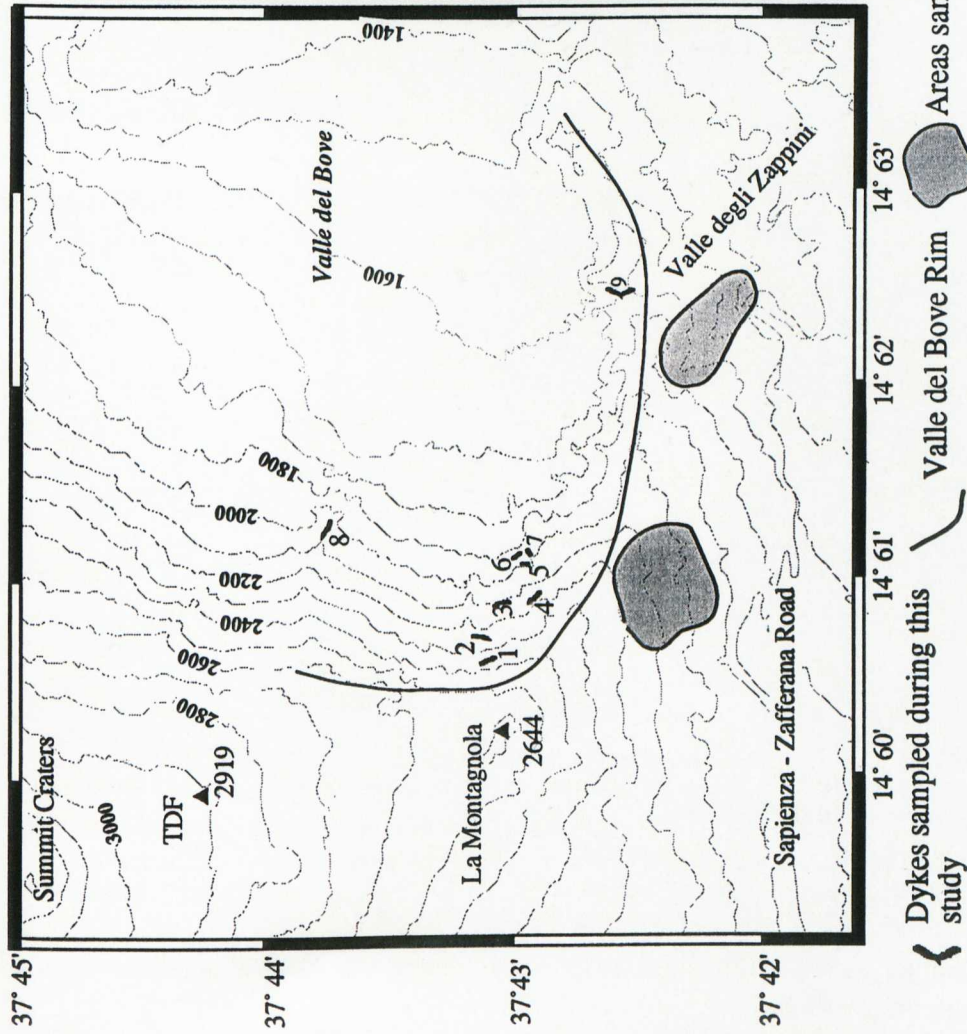 37° 45'
37° 44'
37° 43'
37° 42'
Summit Craters
3000
TDF
2919
2800
2600
2400
2200
2000
1800
1600
1400
Valle del Bove
La Montagnola
2644
1
2
3
4
5
6
7
8
9
Valle degli Zappini
Sapienza - Zafferana Road
14° 60'
14° 61'
14° 62'
14° 63'
Dykes sampled during this
study
Valle del Bove Rim
Areas